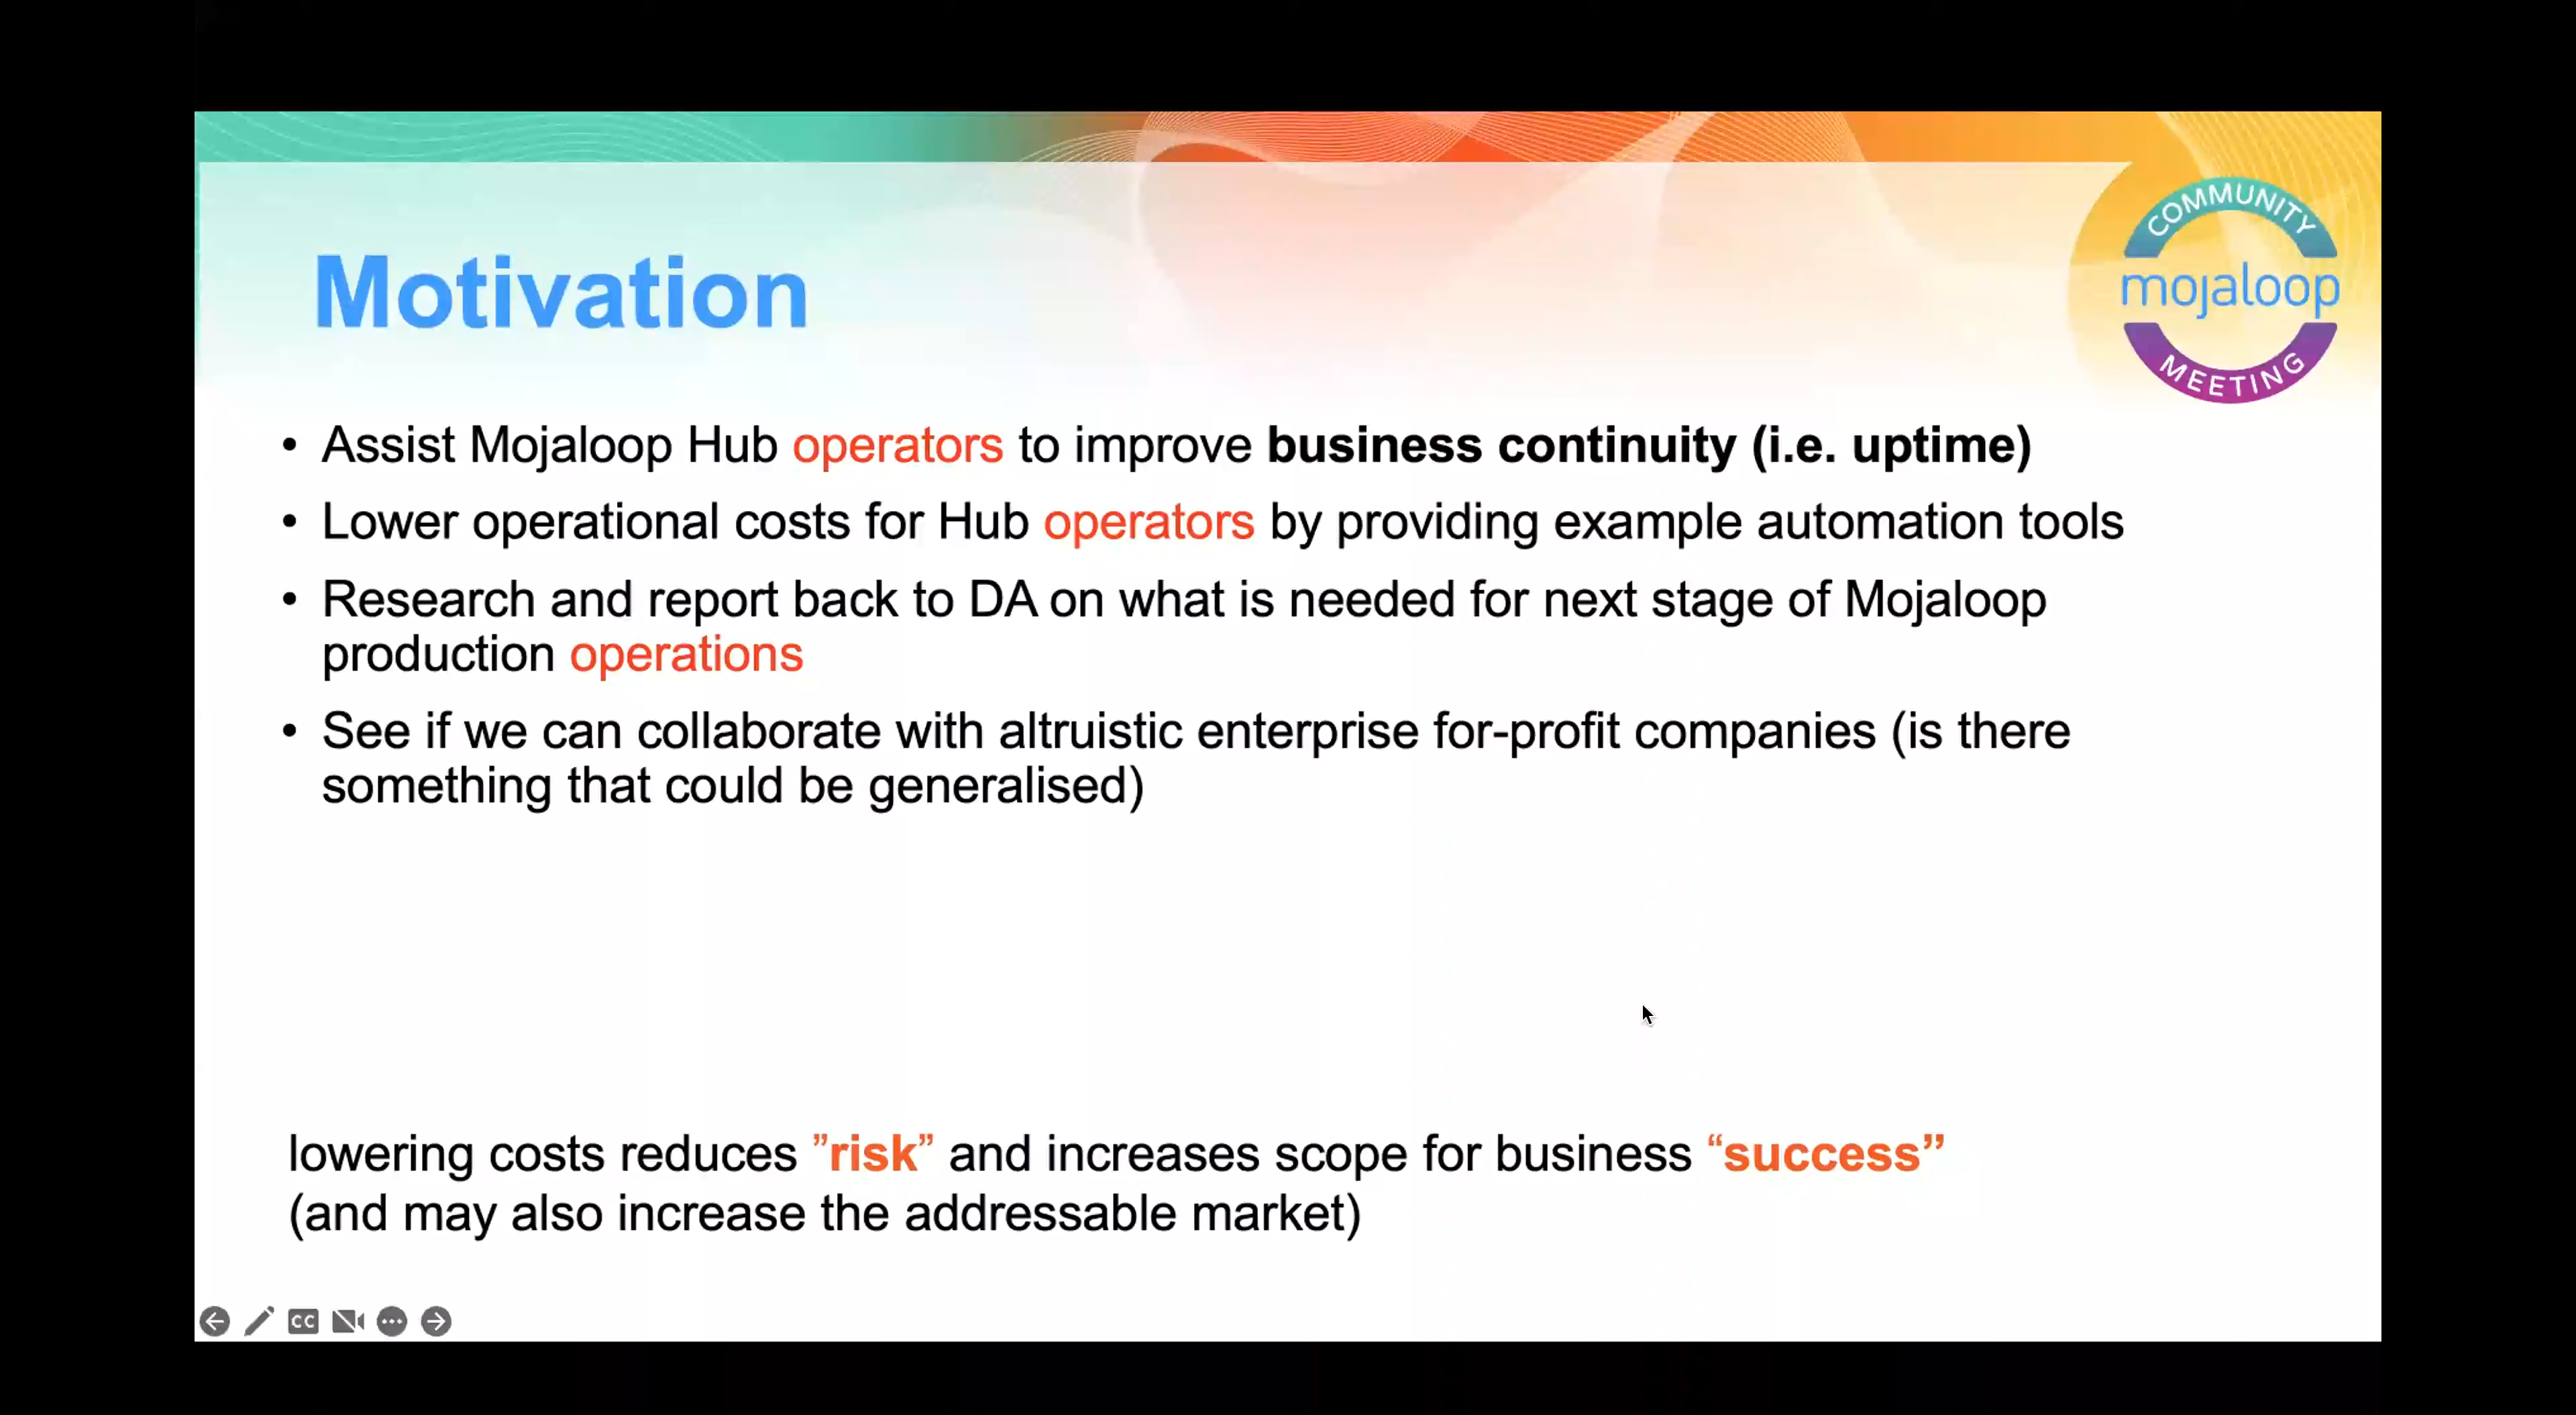 COMMUNITY
mojaloop
MEETING
Motivation
• Assist Mojaloop Hub operators to improve business continuity (i.e. uptime)
• Lower operational costs for Hub operators by providing example automation tools
• Research and report back to DA on what is needed for next stage of Mojaloop
production operations
• See if we can collaborate with altruistic enterprise for-profit companies (is there
something that could be generalised)
lowering costs reduces ”risk” and increases scope for business “success”
(and may also increase the addressable market)
CC